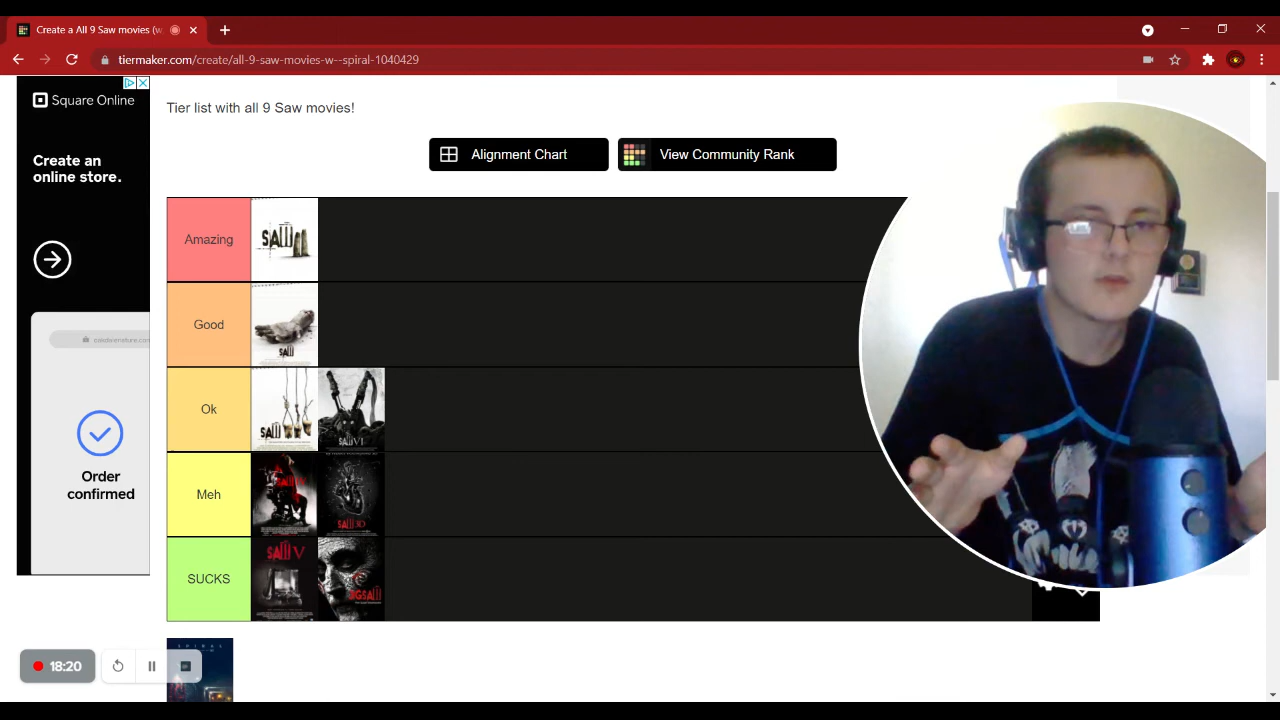 Create a All 9 Saw movies (w
tiermaker.com/create/all-9-saw-movies-w--spiral-1040429
Square Online
Create an
online store.
Order
confirmed
Tier list with all 9 Saw movies!
Alignment Chart
View Community Rank
Amazing
SAW II
Good
SAW
Ok
SAW
SAW VI
Meh
SAW
SAW 3D
SUCKS
SAW V
JIGSAW
SPIRAL
18:20